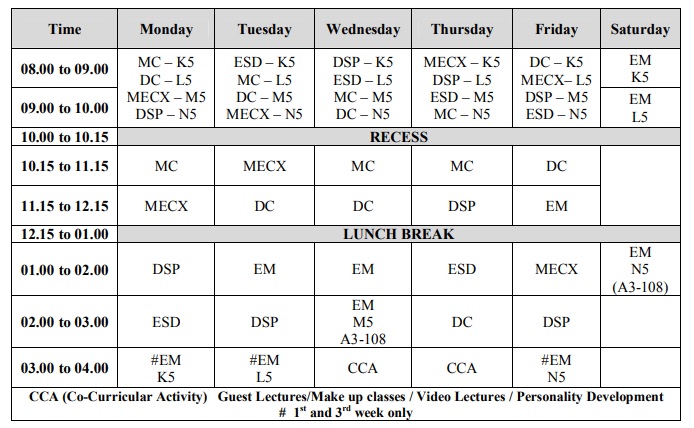 Time Monday Tuesday Wednesday Thursday Friday Saturday
08.00 to 09.00
09.00 to 10.00
MC – K5
DC – L5
MECX – M5
DSP – N5
ESD – K5
MC – L5
DC – M5
MECX – N5
DSP – K5
ESD – L5
MC – M5
DC – N5
MECX – K5
DSP – L5
ESD – M5
MC – N5
DC – K5
MECX– L5
DSP – M5
ESD – N5
EM
K5
EM
L5
10.00 to 10.15 RECESS
10.15 to 11.15 MC MECX MC MC DC
11.15 to 12.15 MECX DC DC DSP EM
12.15 to 01.00 LUNCH BREAK
01.00 to 02.00 DSP EM EM ESD MECX
EM
N5
(A3-108)
02.00 to 03.00 ESD DSP
EM
M5
A3-108
DC DSP
03.00 to 04.00
#EM
K5
#EM
L5
CCA CCA
#EM
N5
CCA (Co-Curricular Activity) Guest Lectures/Make up classes / Video Lectures / Personality Development
# 1st and 3rd week only